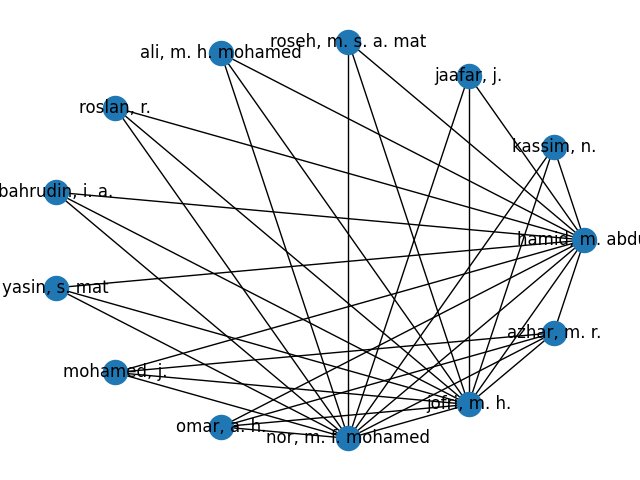 roseh, m. s. a. mat
ali, m. h. mohamed
jaafar, j.
roslan, r.
kassim, n.
bahrudin, i. a.
hamid, m. abdu
yasin, s. mat
azhar, m. r.
mohamed, j.
jofri, m. h.
omar, a. h.
nor, m. f. mohamed